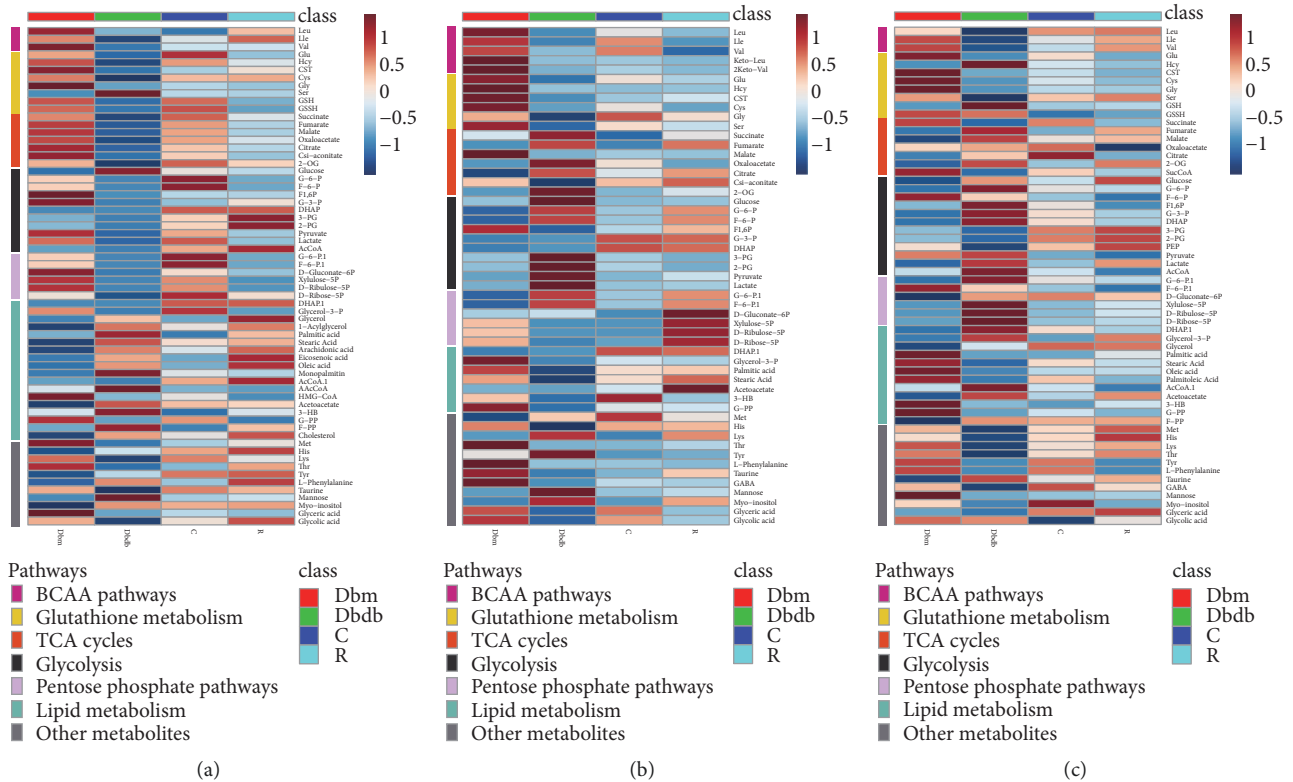 class
1
0.5
0
−0.5
−1
Leu
Lle
Val
Glu
Hcy
CST
Cys
Gly
Ser
GSH
GSSH
Succinate
Fumarate
Malate
Oxaloacetate
Citrate
Csi−aconitate
2−OG
Glucose
G−6−P
F−6−P
F1,6P
G−3−P
DHAP
3−PG
2−PG
Pyruvate
Lactate
AcCoA
G−6−P.1
F−6−P.1
D−Gluconate−6P
Xylulose−5P
D−Ribulose−5P
D−Ribose−5P
DHAP.1
Glycerol−3−P
Glycerol
1−Acylglycerol
Palmitic acid
Stearic Acid
Arachidonic acid
Eicosenoic acid
Oleic acid
Monopalmitin
AcCoA.1
AAcCoA
HMG−CoA
Acetoacetate
3−HB
G−PP
F−PP
Cholesterol
Met
His
Lys
Thr
Tyr
L−Phenylalanine
Taurine
Mannose
Myo−inositol
Glyceric acid
Glycolic acid
Dbm
Dbdb
C
R
Pathways
BCAA pathways
Glutathione metabolism
TCA cycles
Glycolysis
Pentose phosphate pathways
Lipid metabolism
Other metabolites
class
Dbm
Dbdb
C
R
(a)
class
1
0.5
0
−0.5
−1
Leu
Lle
Val
Keto−Leu
2Keto−Val
Glu
Hcy
CST
Cys
Gly
Ser
Succinate
Fumarate
Malate
Oxaloacetate
Citrate
Csi−aconitate
2−OG
Glucose
G−6−P
F−6−P
F1,6P
G−3−P
DHAP
3−PG
2−PG
Pyruvate
Lactate
G−6−P.1
F−6−P.1
D−Gluconate−6P
Xylulose−5P
D−Ribulose−5P
D−Ribose−5P
DHAP.1
Glycerol−3−P
Palmitic acid
Stearic Acid
Acetoacetate
3−HB
G−PP
Met
His
Lys
Thr
Tyr
L−Phenylalanine
Taurine
GABA
Mannose
Myo−inositol
Glyceric acid
Glycolic acid
Dbm
Dbdb
C
R
Pathways
BCAA pathways
Glutathione metabolism
TCA cycles
Glycolysis
Pentose phosphate pathways
Lipid metabolism
Other metabolites
class
Dbm
Dbdb
C
R
(b)
class
1
0.5
0
−0.5
−1
Leu
Lle
Val
Glu
Hcy
CST
Cys
Gly
Ser
GSH
GSSH
Succinate
Fumarate
Malate
Oxaloacetate
Citrate
2−OG
SucCoA
Glucose
G−6−P
F−6−P
F1,6P
G−3−P
DHAP
3−PG
2−PG
PEP
Pyruvate
Lactate
AcCoA
G−6−P.1
F−6−P.1
D−Gluconate−6P
Xylulose−5P
D−Ribulose−5P
D−Ribose−5P
DHAP.1
Glycerol−3−P
Glycerol
Palmitic acid
Stearic Acid
Oleic acid
Palmitoleic Acid
AcCoA.1
Acetoacetate
3−HB
G−PP
F−PP
Met
His
Lys
Thr
Tyr
L−Phenylalanine
Taurine
GABA
Mannose
Myo−inositol
Glyceric acid
Glycolic acid
Dbm
Dbdb
C
R
Pathways
BCAA pathways
Glutathione metabolism
TCA cycles
Glycolysis
Pentose phosphate pathways
Lipid metabolism
Other metabolites
class
Dbm
Dbdb
C
R
(c)